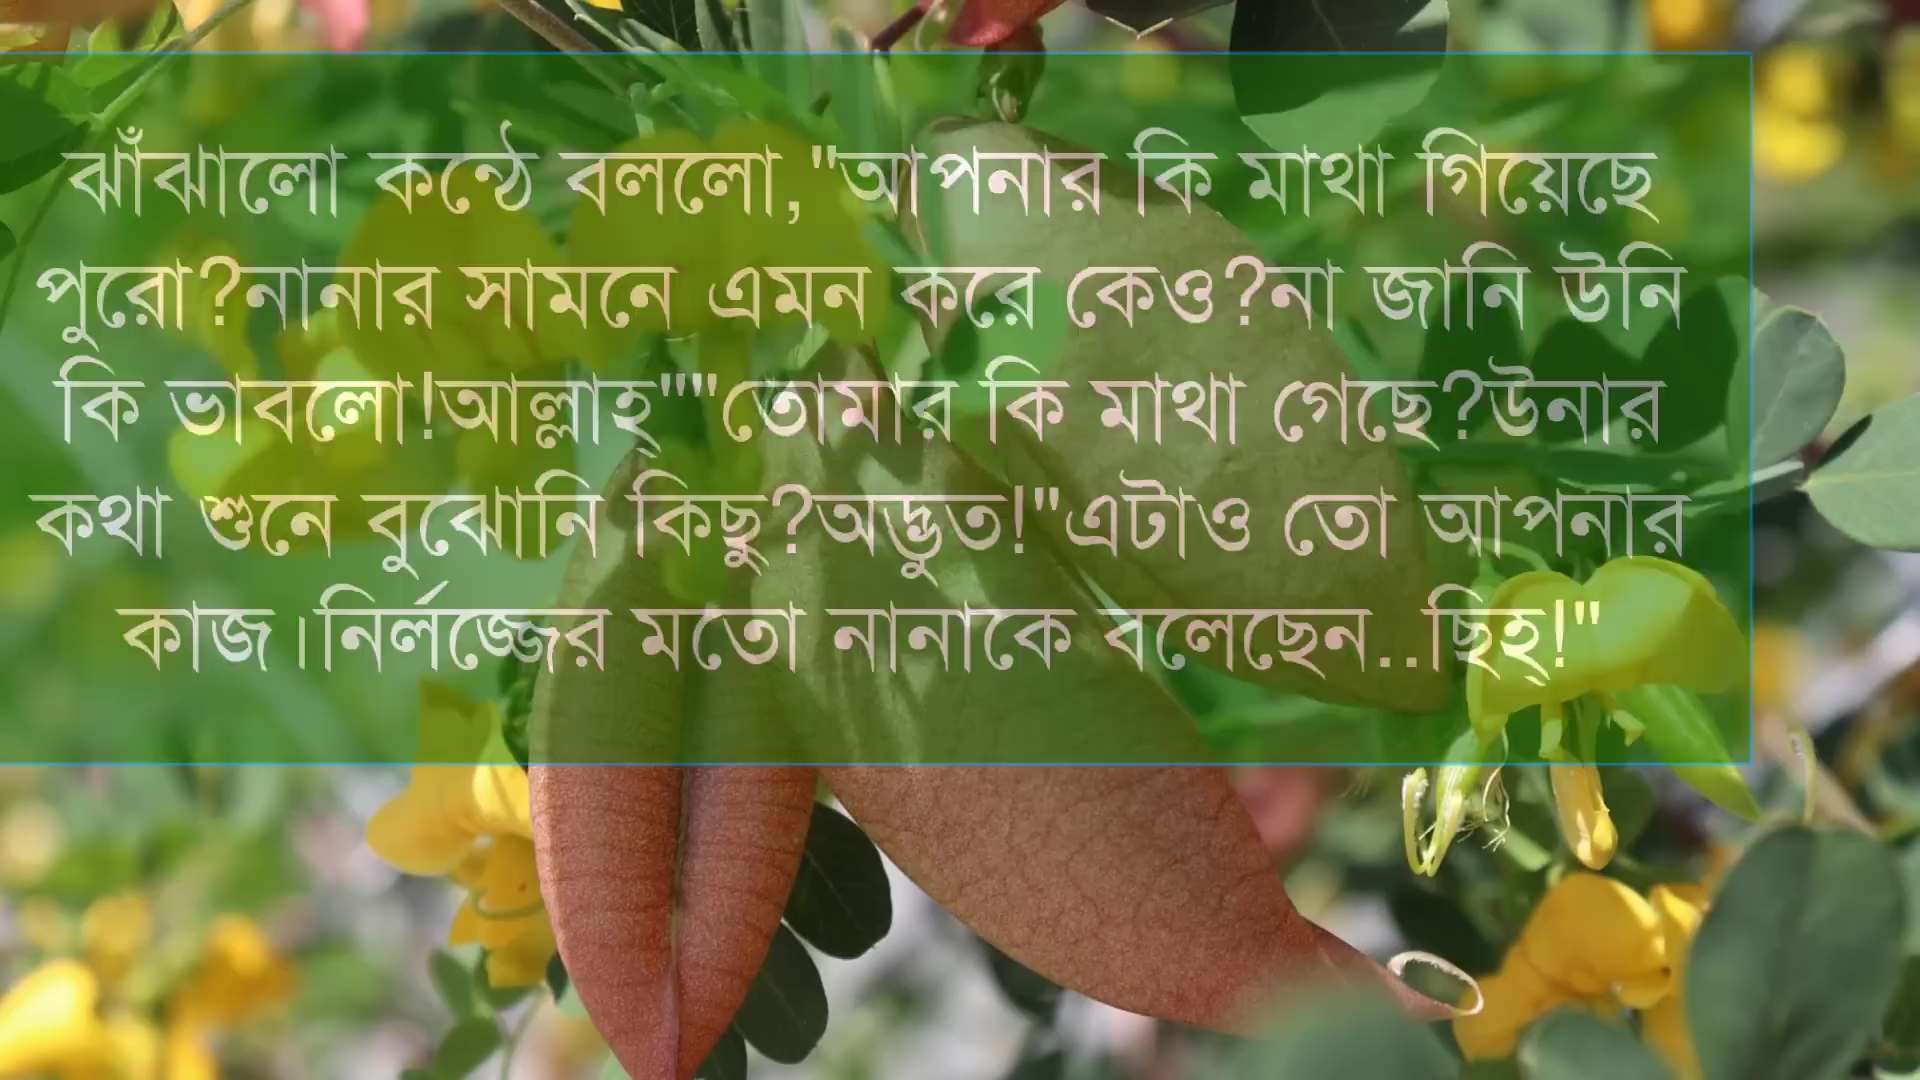 ঝাঁঝালো কন্ঠে বললো,"আপনার কি মাথা গিয়েছে
পুরো?নানার সামনে এমন করে কেও?না জানি উনি
কি ভাবলো!আল্লাহ্""তোমার কি মাথা গেছে?উনার
কথা শুনে বুঝোনি কিছু?অদ্ভুত!"এটাও তো আপনার
কাজ।নির্লজ্জের মতো নানাকে বলেছেন..ছিহ্!"